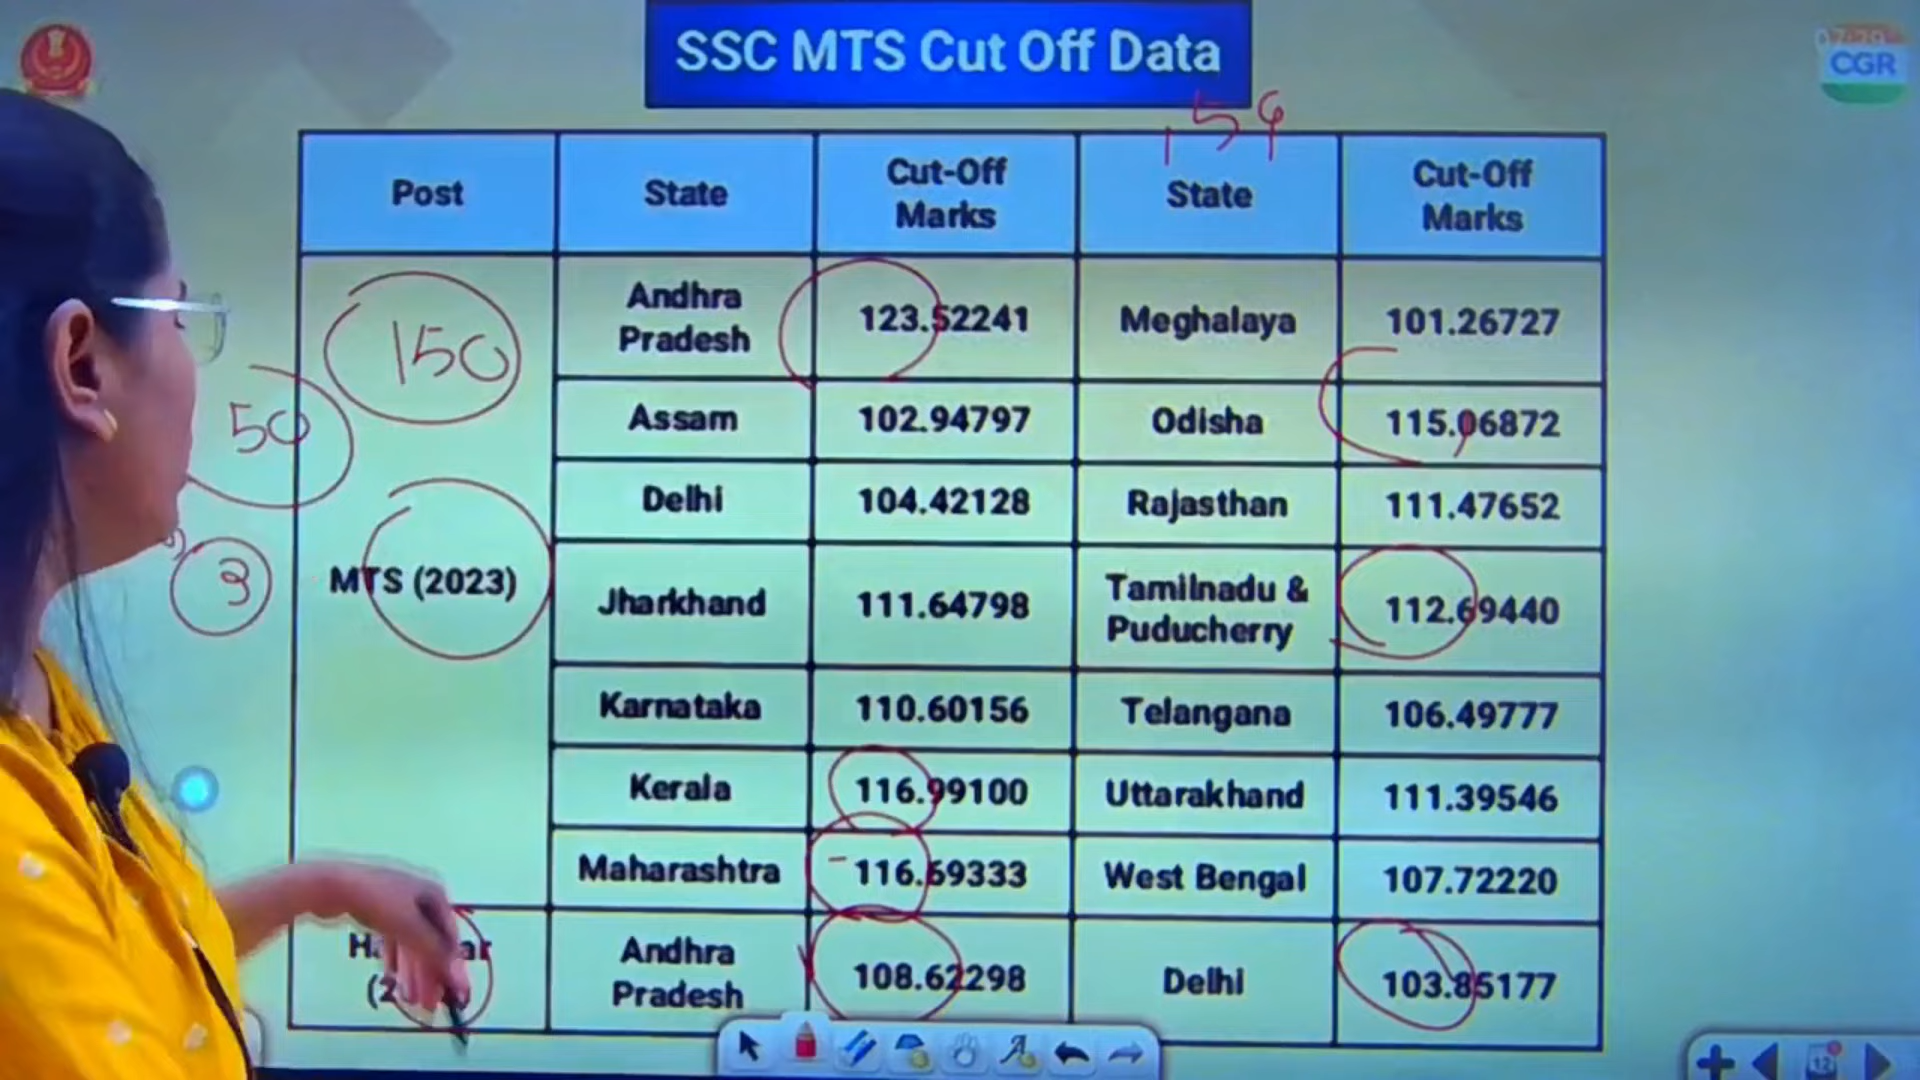 SSC MTS Cut Off Data
CGR
159
Post
State
Cut-Off
Marks
State
Cut-Off
Marks
150
50
3
MTS (2023)
Andhra
Pradesh
123.52241
Meghalaya
101.26727
Assam
102.94797
Odisha
115.06872
Delhi
104.42128
Rajasthan
111.47652
Jharkhand
111.64798
Tamilnadu &
Puducherry
112.69440
Karnataka
110.60156
Telangana
106.49777
Kerala
116.99100
Uttarakhand
111.39546
Maharashtra
116.69333
West Bengal
107.72220
Andhra
Pradesh
108.62298
Delhi
103.85177
12